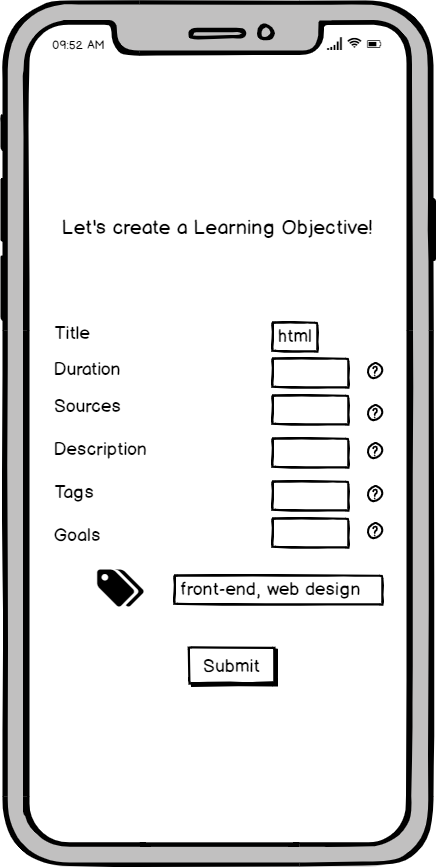 09:52 AM
Let's create a Learning Objective!
Title html
Duration ?
Sources ?
Description ?
Tags ?
Goals ?
front-end, web design
Submit